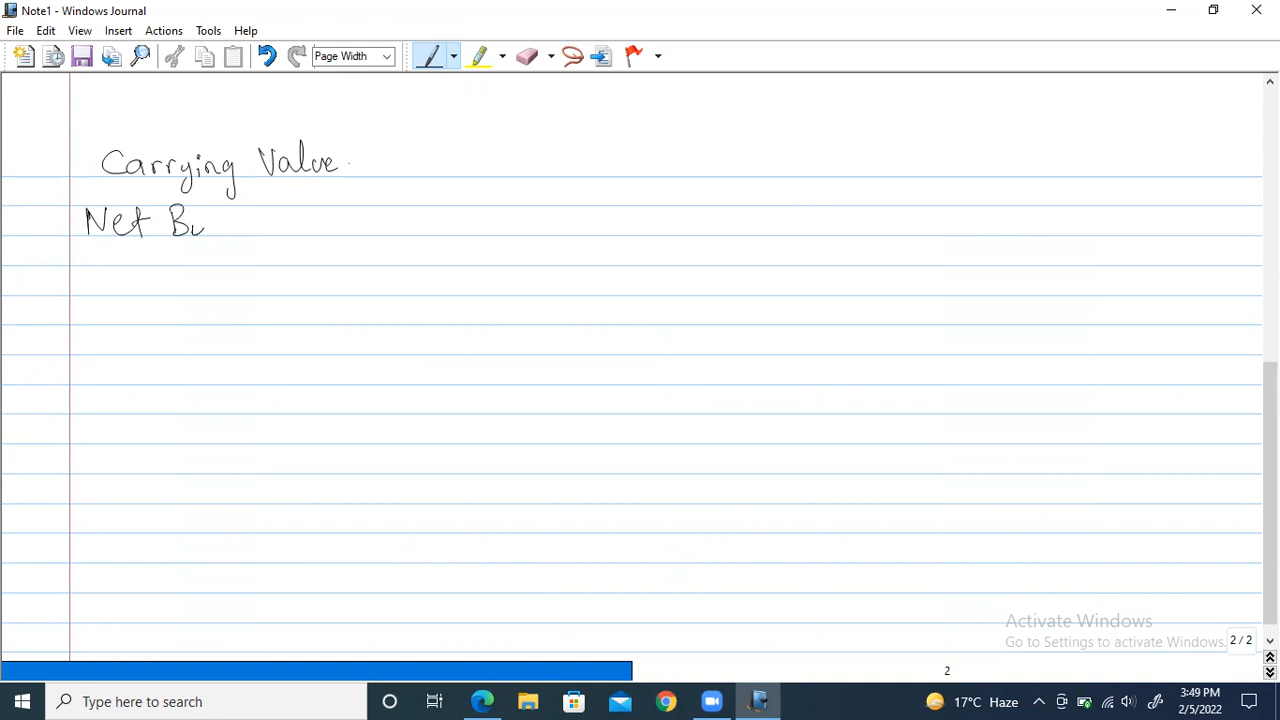 Note1 - Windows Journal
File Edit View Insert Actions Tools Help
Page Width
Carrying Value.
Net Bo
Activate Windows
Go to Settings to activate Windows.
2 / 2
2
Type here to search
17°C Haze
3:49 PM
2/5/2022